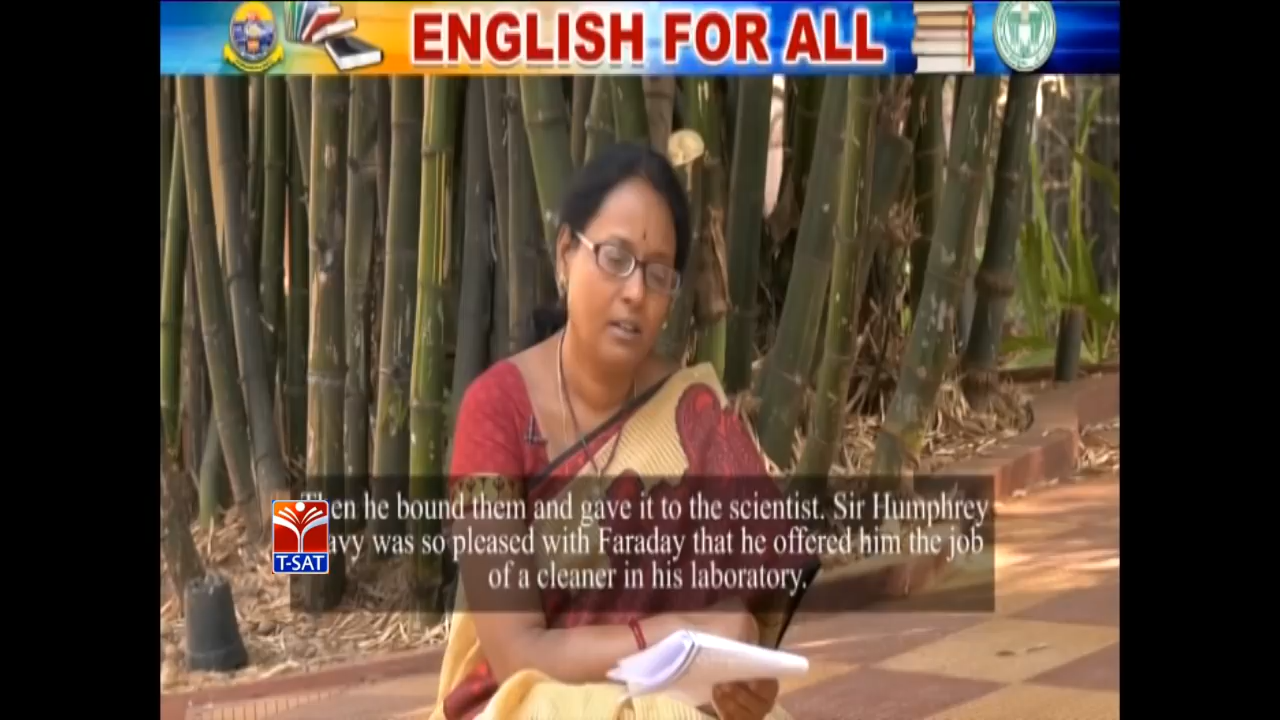 ENGLISH FOR ALL
en he bound them and gave it to the scientist. Sir Humphrey
avy was so pleased with Faraday that he offered him the job
of a cleaner in his laboratory.
T-SAT